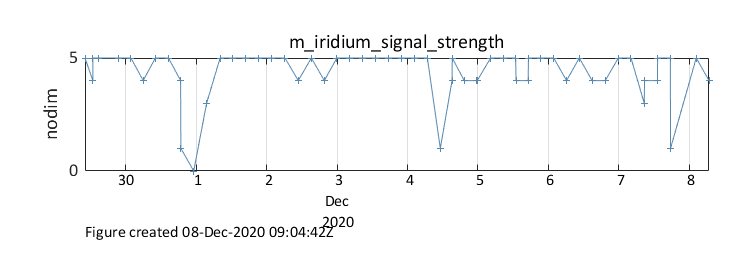 m_iridium_signal_strength
5
nodim
0
30 1 2 3 4 5 6 7 8
Dec
2020
Figure created 08-Dec-2020 09:04:42Z